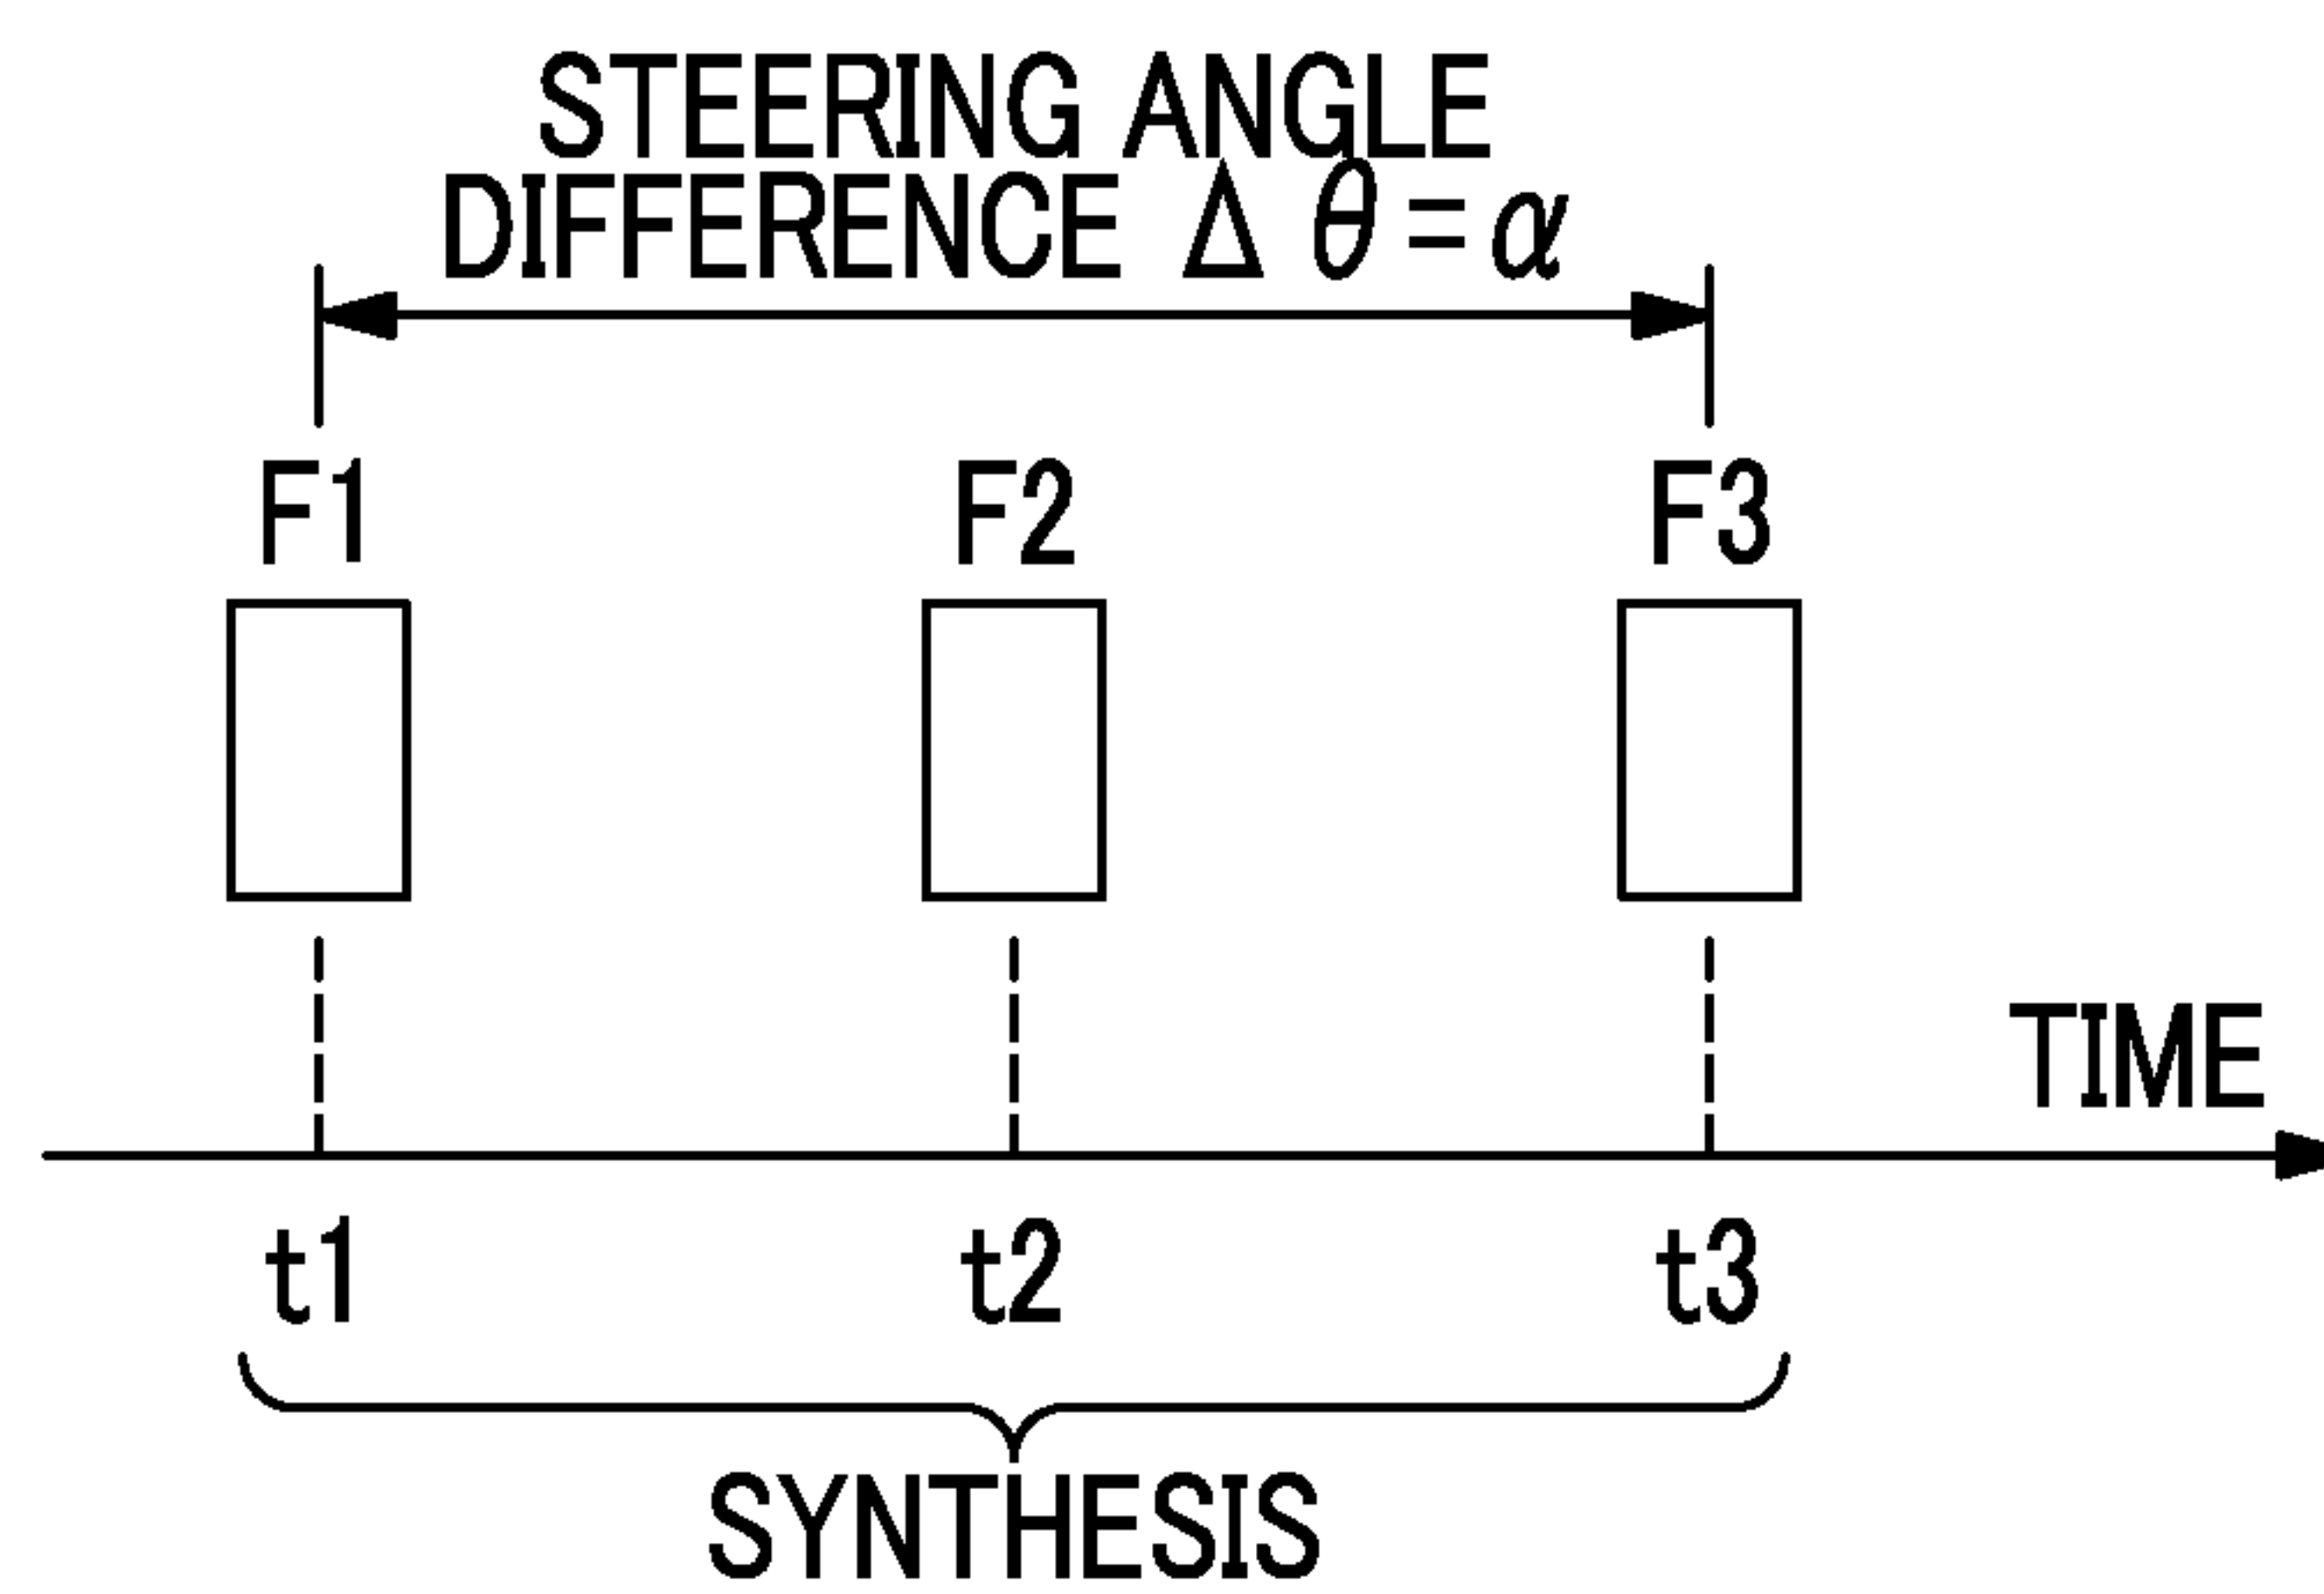 STEERING ANGLE
DIFFERENCE Δθ=α
F1 F2 F3
TIME
t1 t2 t3
SYNTHESIS